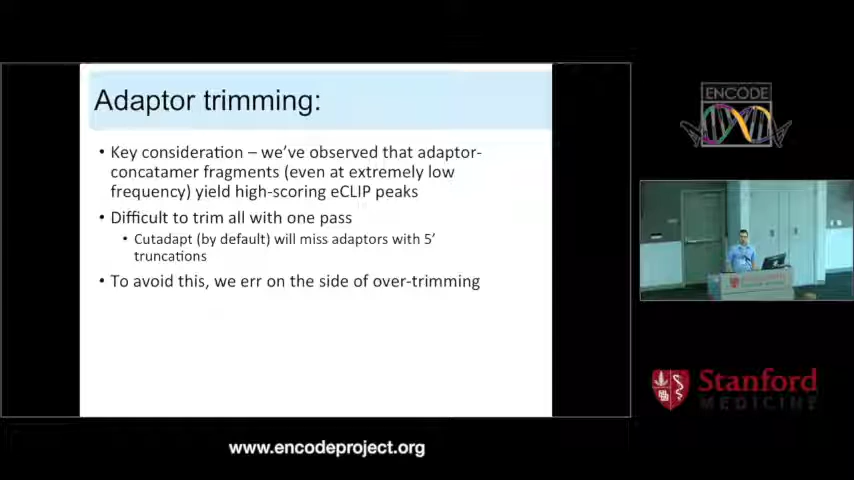 Adaptor trimming:
• Key consideration – we've observed that adaptor-
concatamer fragments (even at extremely low
frequency) yield high-scoring eCLIP peaks
• Difficult to trim all with one pass
• Cutadapt (by default) will miss adaptors with 5'
truncations
• To avoid this, we err on the side of over-trimming
ENCODE
Stanford
MEDICINE
www.encodeproject.org